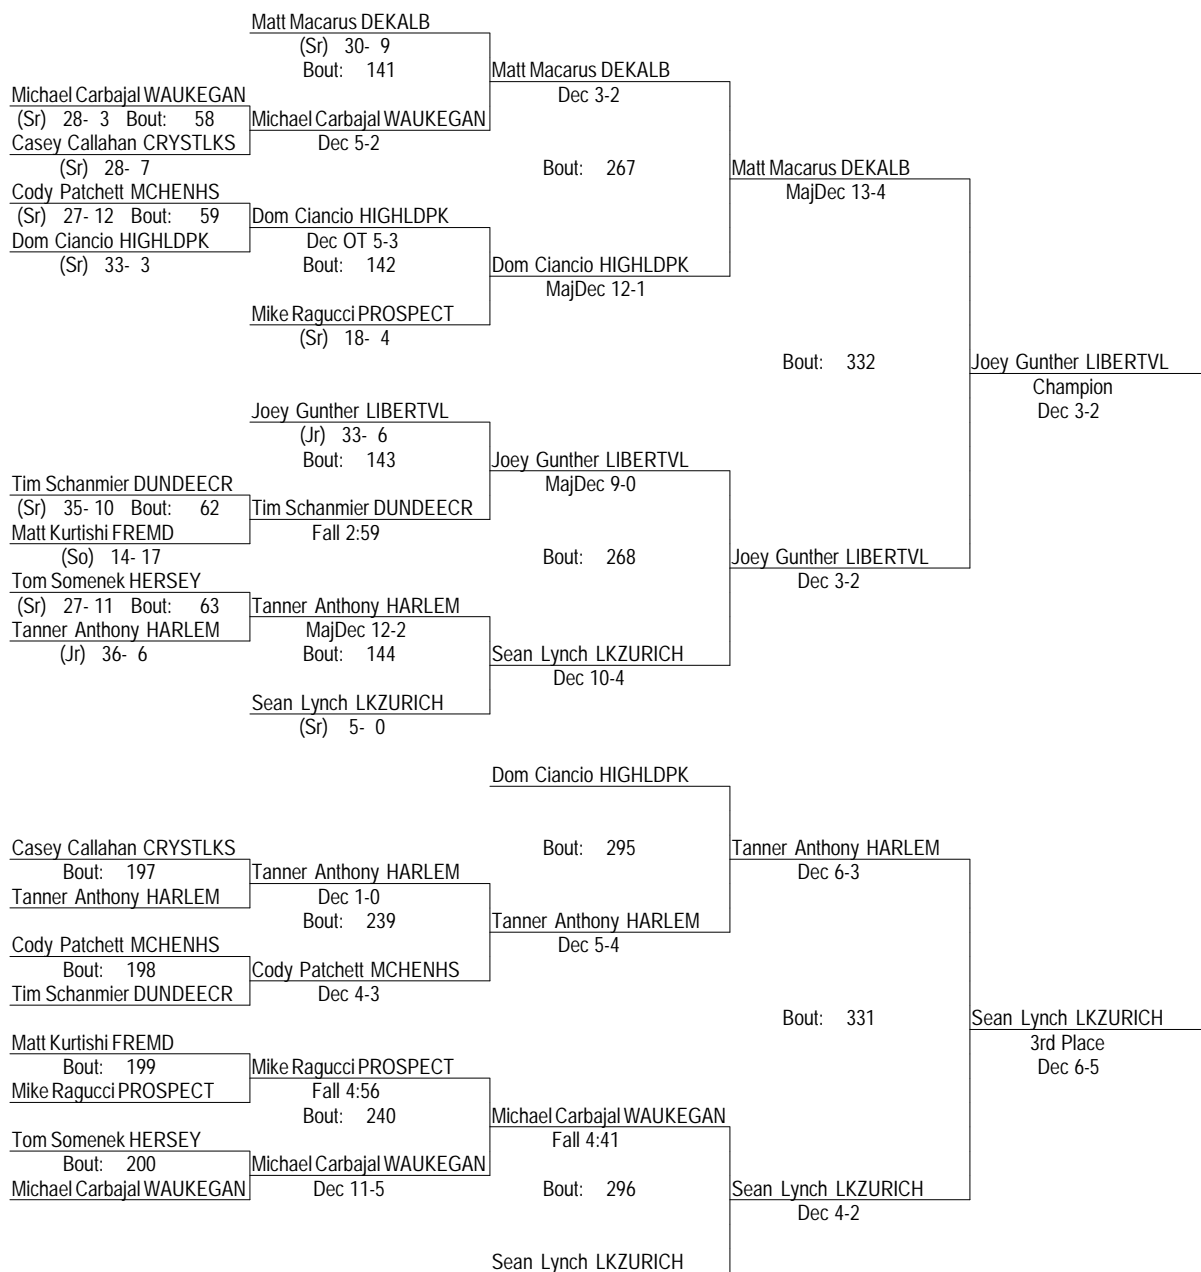 Matt Macarus DEKALB
(Sr) 30- 9
Bout: 141
Matt Macarus DEKALB
Dec 3-2
Michael Carbajal WAUKEGAN
(Sr) 28- 3 Bout: 58
Michael Carbajal WAUKEGAN
Dec 5-2
Casey Callahan CRYSTLKS
(Sr) 28- 7
Bout: 267
Matt Macarus DEKALB
MajDec 13-4
Cody Patchett MCHENHS
(Sr) 27- 12 Bout: 59
Dom Ciancio HIGHLDPK
Dec OT 5-3
Dom Ciancio HIGHLDPK
(Sr) 33- 3
Bout: 142
Dom Ciancio HIGHLDPK
MajDec 12-1
Mike Ragucci PROSPECT
(Sr) 18- 4
Bout: 332
Joey Gunther LIBERTVL
Champion
Dec 3-2
Joey Gunther LIBERTVL
(Jr) 33- 6
Bout: 143
Joey Gunther LIBERTVL
MajDec 9-0
Tim Schanmier DUNDEECR
(Sr) 35- 10 Bout: 62
Tim Schanmier DUNDEECR
Fall 2:59
Matt Kurtishi FREMD
(So) 14- 17
Bout: 268
Joey Gunther LIBERTVL
Dec 3-2
Tom Somenek HERSEY
(Sr) 27- 11 Bout: 63
Tanner Anthony HARLEM
MajDec 12-2
Tanner Anthony HARLEM
(Jr) 36- 6
Bout: 144
Sean Lynch LKZURICH
Dec 10-4
Sean Lynch LKZURICH
(Sr) 5- 0
Dom Ciancio HIGHLDPK
Bout: 295
Tanner Anthony HARLEM
Dec 6-3
Casey Callahan CRYSTLKS
Bout: 197
Tanner Anthony HARLEM
Tanner Anthony HARLEM
Dec 1-0
Bout: 239
Tanner Anthony HARLEM
Dec 5-4
Cody Patchett MCHENHS
Bout: 198
Tim Schanmier DUNDEECR
Cody Patchett MCHENHS
Dec 4-3
Bout: 331
Sean Lynch LKZURICH
3rd Place
Dec 6-5
Matt Kurtishi FREMD
Bout: 199
Mike Ragucci PROSPECT
Mike Ragucci PROSPECT
Fall 4:56
Bout: 240
Michael Carbajal WAUKEGAN
Fall 4:41
Tom Somenek HERSEY
Bout: 200
Michael Carbajal WAUKEGAN
Michael Carbajal WAUKEGAN
Dec 11-5
Bout: 296
Sean Lynch LKZURICH
Dec 4-2
Sean Lynch LKZURICH